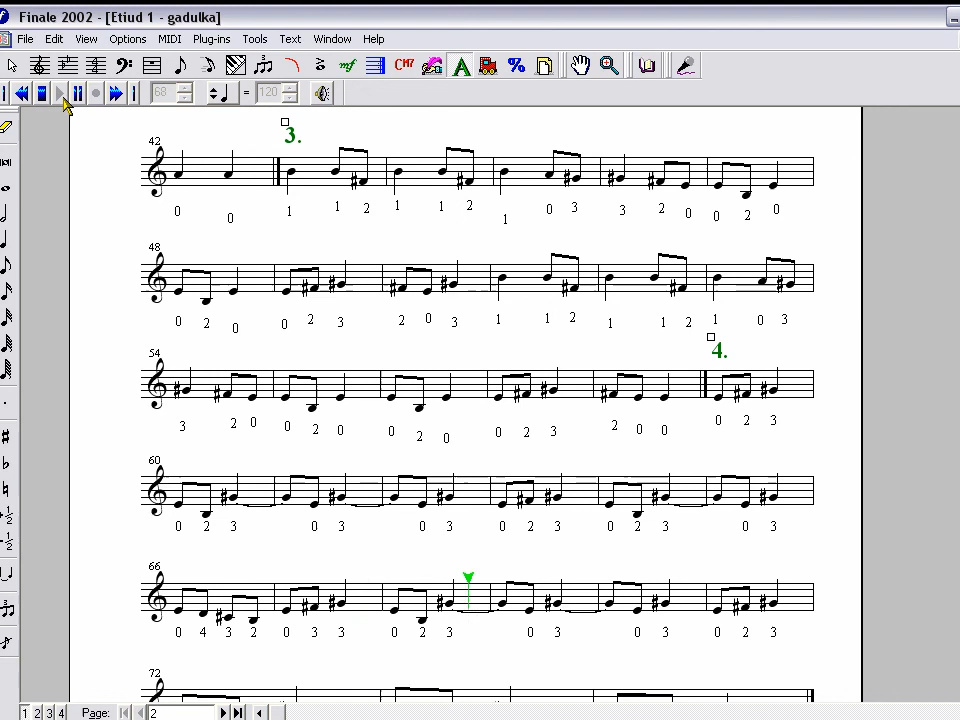 Finale 2002 - [Etiud 1 - gadulka]
File Edit View Options MIDI Plug-ins Tools Text Window Help
mf CM7 A %
68 = 120
3.
42
0 0 1 1 2 1 1 2 1 0 3 3 2 0 0 2 0
48
0 2 0 0 2 3 2 0 3 1 1 2 1 1 2 1 0 3
4.
54
3 2 0 0 2 0 0 2 0 0 2 3 2 0 0 0 2 3
60
0 2 3 0 3 0 3 0 2 3 0 2 3 0 3
66
0 4 3 2 0 3 3 0 2 3 0 3 0 3 0 2 3
72
1 2 3 4 Page: 2